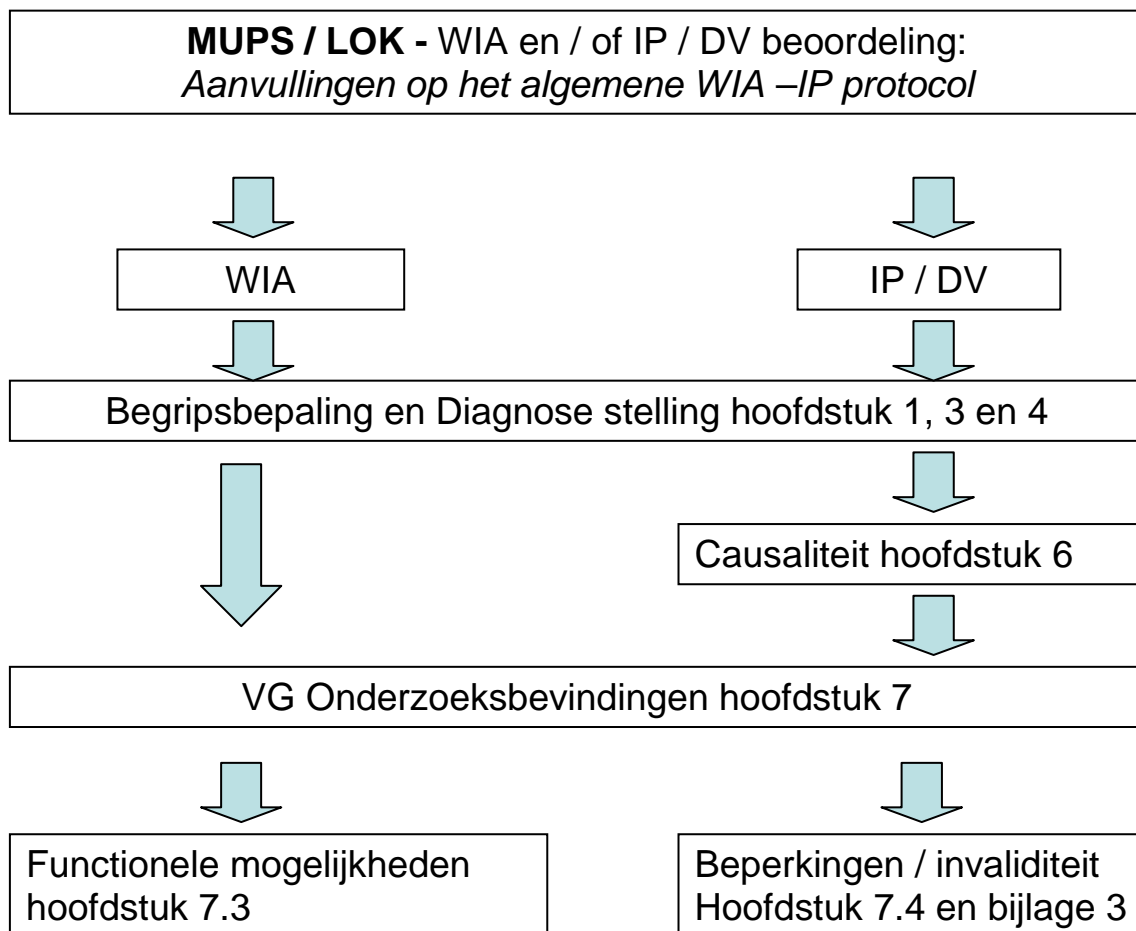 MUPS / LOK - WIA en / of IP / DV beoordeling:
Aanvullingen op het algemene WIA –IP protocol
WIA
IP / DV
Begripsbepaling en Diagnose stelling hoofdstuk 1, 3 en 4
Causaliteit hoofdstuk 6
VG Onderzoeksbevindingen hoofdstuk 7
Functionele mogelijkheden
hoofdstuk 7.3
Beperkingen / invaliditeit
Hoofdstuk 7.4 en bijlage 3